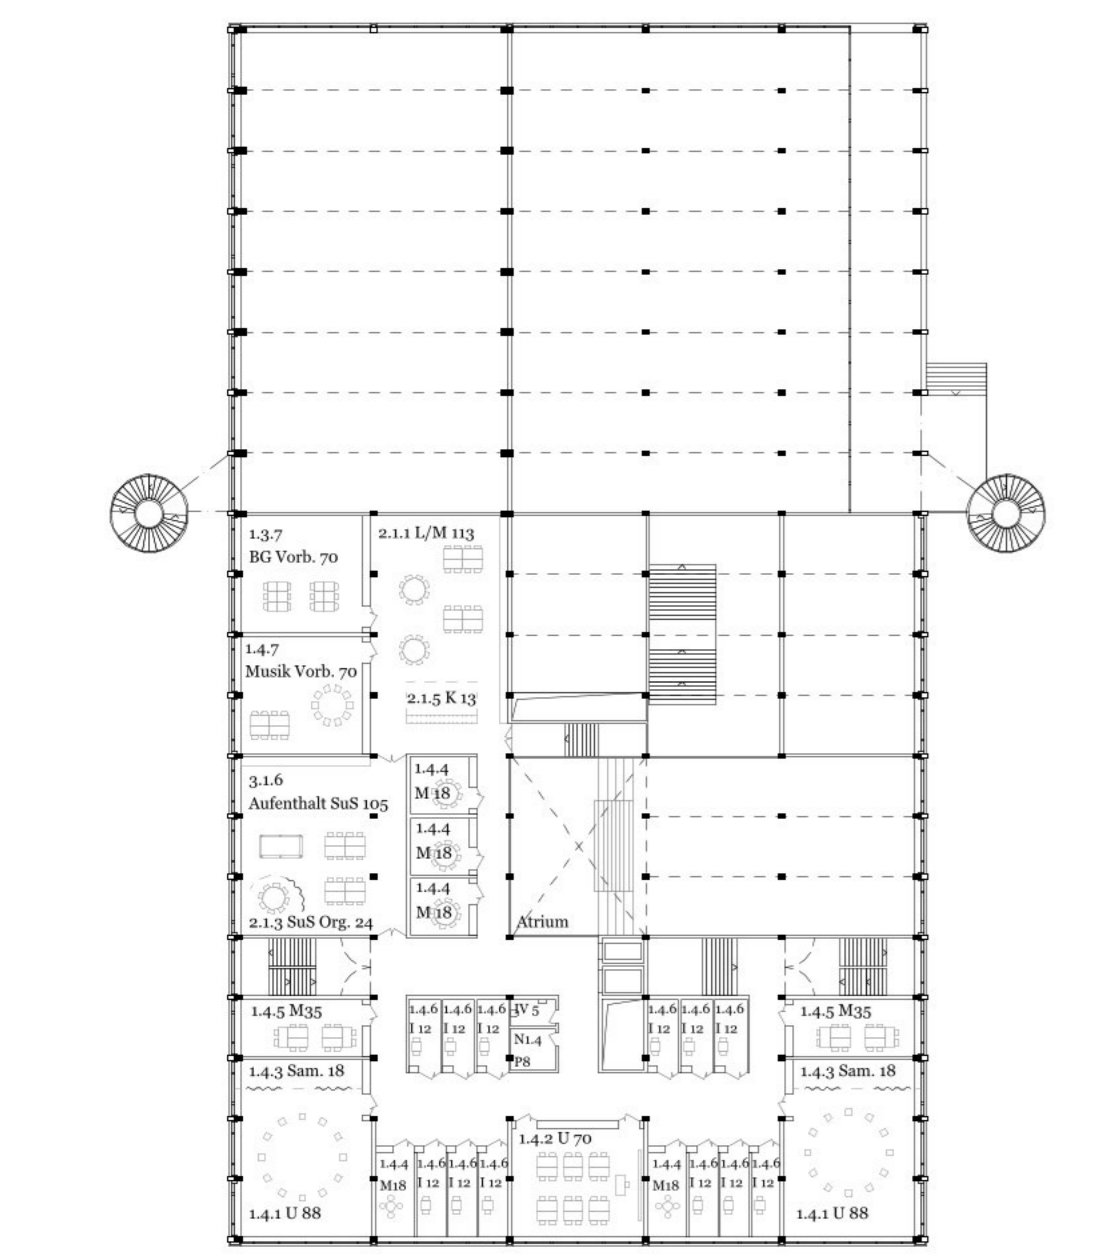 1.3.7
BG Vorb. 70
2.1.1 L/M 113
1.4.7
Musik Vorb. 70
2.1.5 K 13
3.1.6
Aufenthalt SuS 105
1.4.4
M 18
1.4.4
M 18
1.4.4
M 18
2.1.3 SuS Org. 24
Atrium
1.4.5 M35
1.4.6
I 12
1.4.6
I 12
1.4.6
I 12
IV 5
N1.4
P8
1.4.6
I 12
1.4.6
I 12
1.4.6
I 12
1.4.5 M35
1.4.3 Sam. 18
1.4.3 Sam. 18
1.4.2 U 70
1.4.4
M18
1.4.6
I 12
1.4.6
I 12
1.4.6
I 12
1.4.4
M18
1.4.6
I 12
1.4.6
I 12
1.4.6
I 12
1.4.1 U 88
1.4.1 U 88